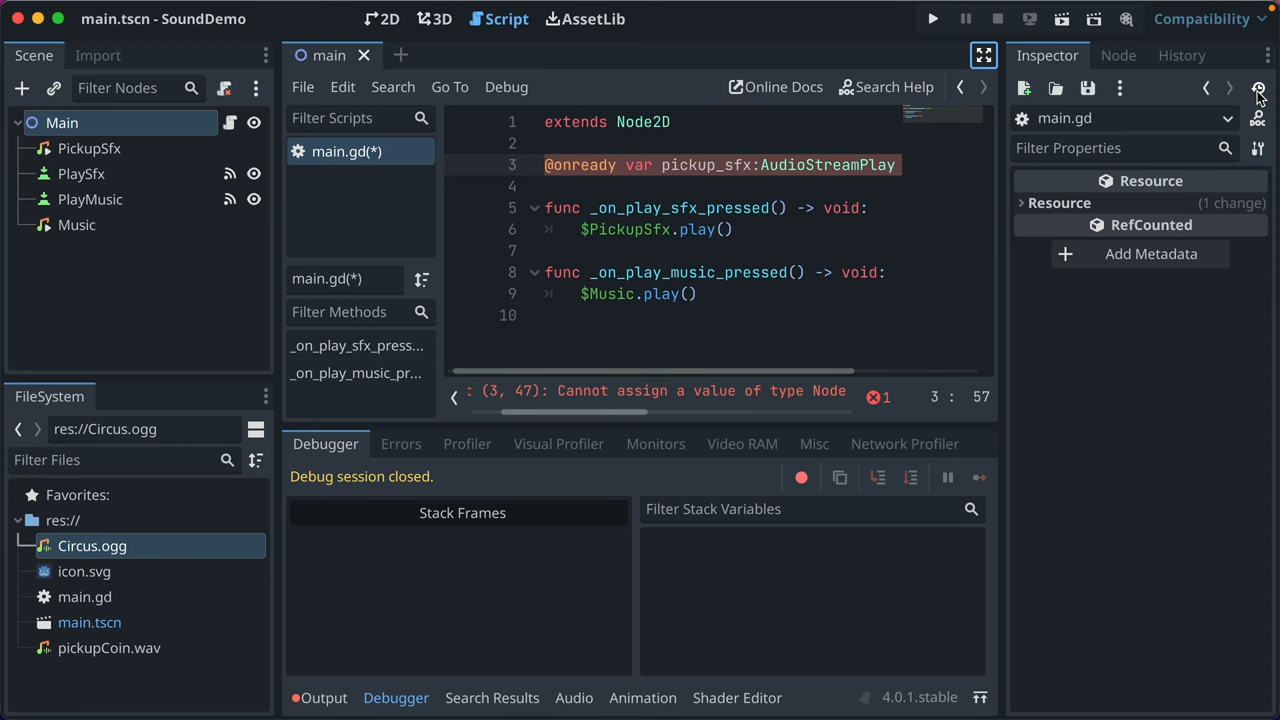 main.tscn - SoundDemo
2D
3D
Script
AssetLib
Compatibility
Scene
Import
Filter Nodes
Main
PickupSfx
PlaySfx
PlayMusic
Music
FileSystem
res://Circus.ogg
Filter Files
Favorites:
res://
Circus.ogg
icon.svg
main.gd
main.tscn
pickupCoin.wav
main
File
Edit
Search
Go To
Debug
Online Docs
Search Help
Filter Scripts
main.gd(*)
main.gd(*)
Filter Methods
_on_play_sfx_press...
_on_play_music_pr...
1 extends Node2D
2
3 @onready var pickup_sfx:AudioStreamPlay
4
5 func _on_play_sfx_pressed() -> void:
6 $PickupSfx.play()
7
8 func _on_play_music_pressed() -> void:
9 $Music.play()
10
(3, 47): Cannot assign a value of type Node
1
3 : 57
Debugger
Errors
Profiler
Visual Profiler
Monitors
Video RAM
Misc
Network Profiler
Debug session closed.
Stack Frames
Filter Stack Variables
Output
Debugger
Search Results
Audio
Animation
Shader Editor
4.0.1.stable
Inspector
Node
History
main.gd
DOC
Filter Properties
Resource
Resource (1 change)
RefCounted
Add Metadata